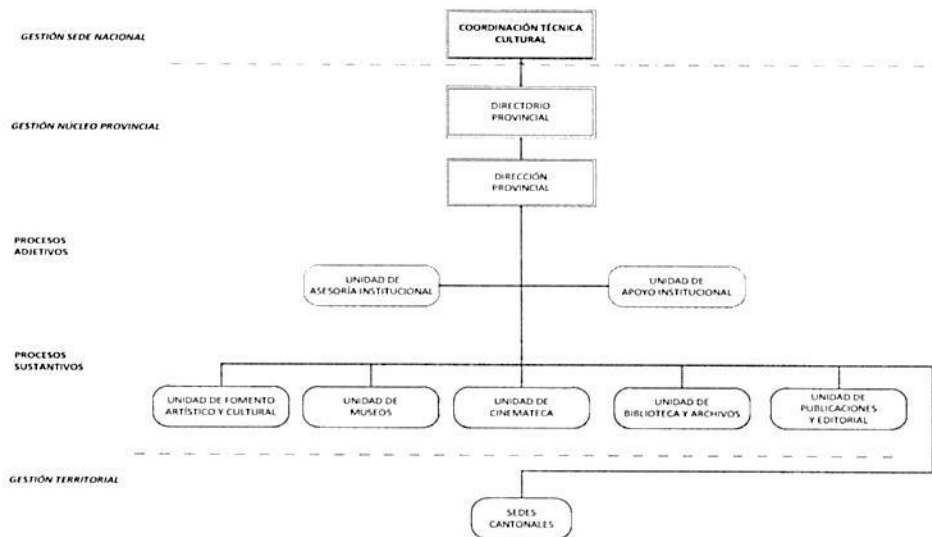 GESTIÓN SEDE NACIONAL
COORDINACIÓN TÉCNICA
CULTURAL
GESTIÓN NÚCLEO PROVINCIAL
DIRECTORIO
PROVINCIAL
DIRECCIÓN
PROVINCIAL
PROCESOS
ADJETIVOS
UNIDAD DE
ASESORÍA INSTITUCIONAL
UNIDAD DE
APOYO INSTITUCIONAL
PROCESOS
SUSTANTIVOS
UNIDAD DE FOMENTO
ARTÍSTICO Y CULTURAL
UNIDAD DE
MUSEOS
UNIDAD DE
CINEMATECA
UNIDAD DE
BIBLIOTECA Y ARCHIVOS
UNIDAD DE
PUBLICACIONES
Y EDITORIAL
GESTIÓN TERRITORIAL
SEDES
CANTONALES